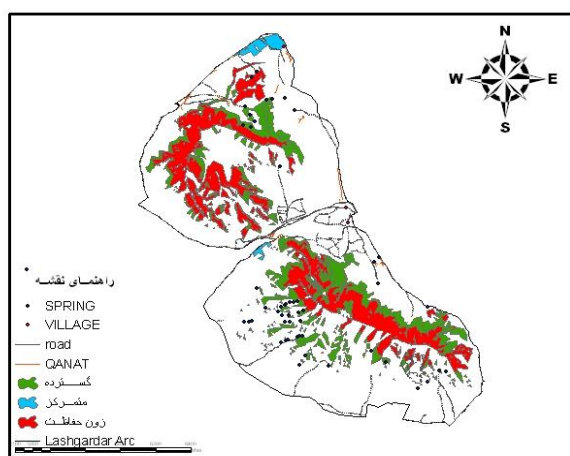 N
W E
S
راهنمای نقشه
SPRING
VILLAGE
road
QANAT
گسترده
متمرکز
زون حفاظت
Lashgardar Arc